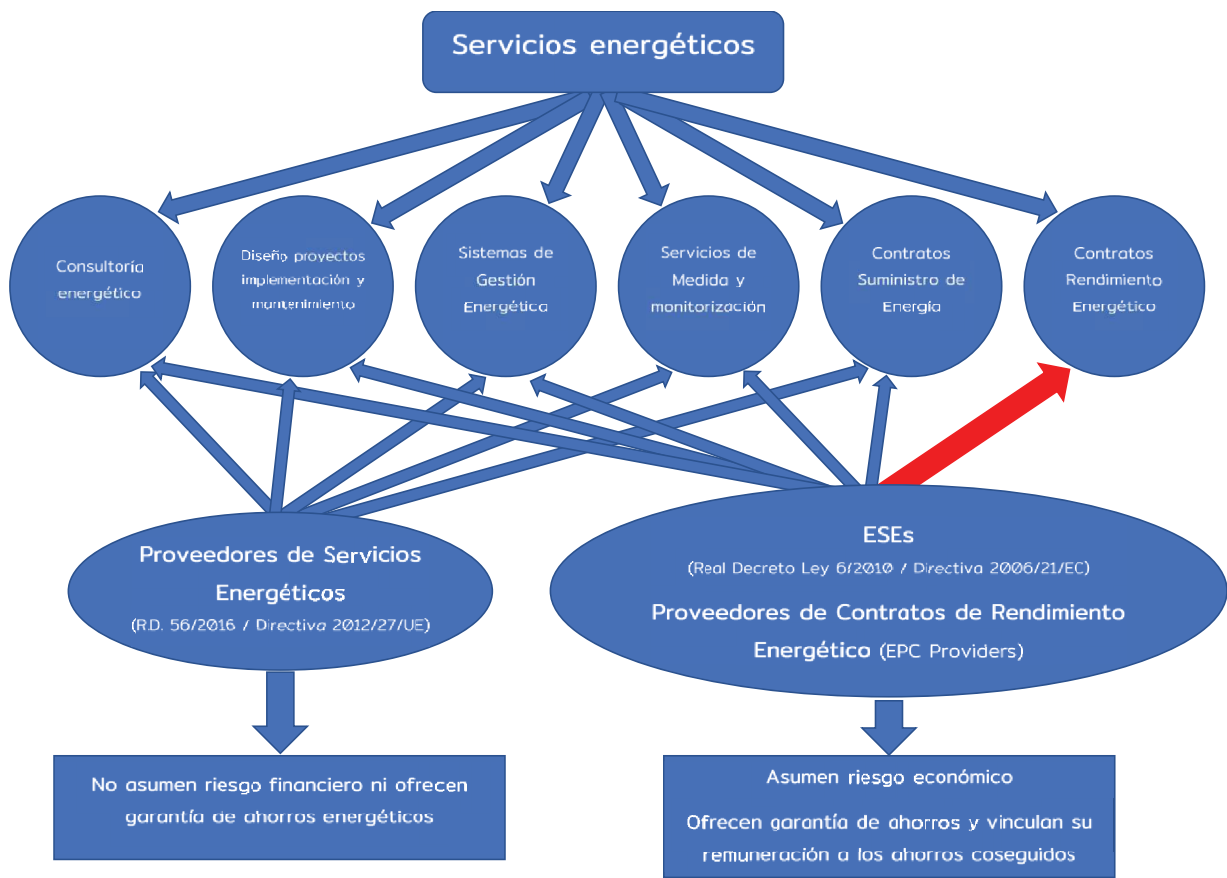 Servicios energéticos
Consultoría
energético
Diseño proyectos
implementación y
mantenimiento
Sistemas de
Gestión
Energética
Servicios de
Medida y
monitorización
Contratos
Suministro de
Energía
Contratos
Rendimiento
Energético
Proveedores de Servicios
Energéticos
(R.D. 56/2016 / Directiva 2012/27/UE)
ESEs
(Real Decreto Ley 6/2010 / Directiva 2006/21/EC)
Proveedores de Contratos de Rendimiento
Energético (EPC Providers)
No asumen riesgo financiero ni ofrecen
garantía de ahorros energéticos
Asumen riesgo económico
Ofrecen garantía de ahorros y vinculan su
remuneración a los ahorros coseguidos